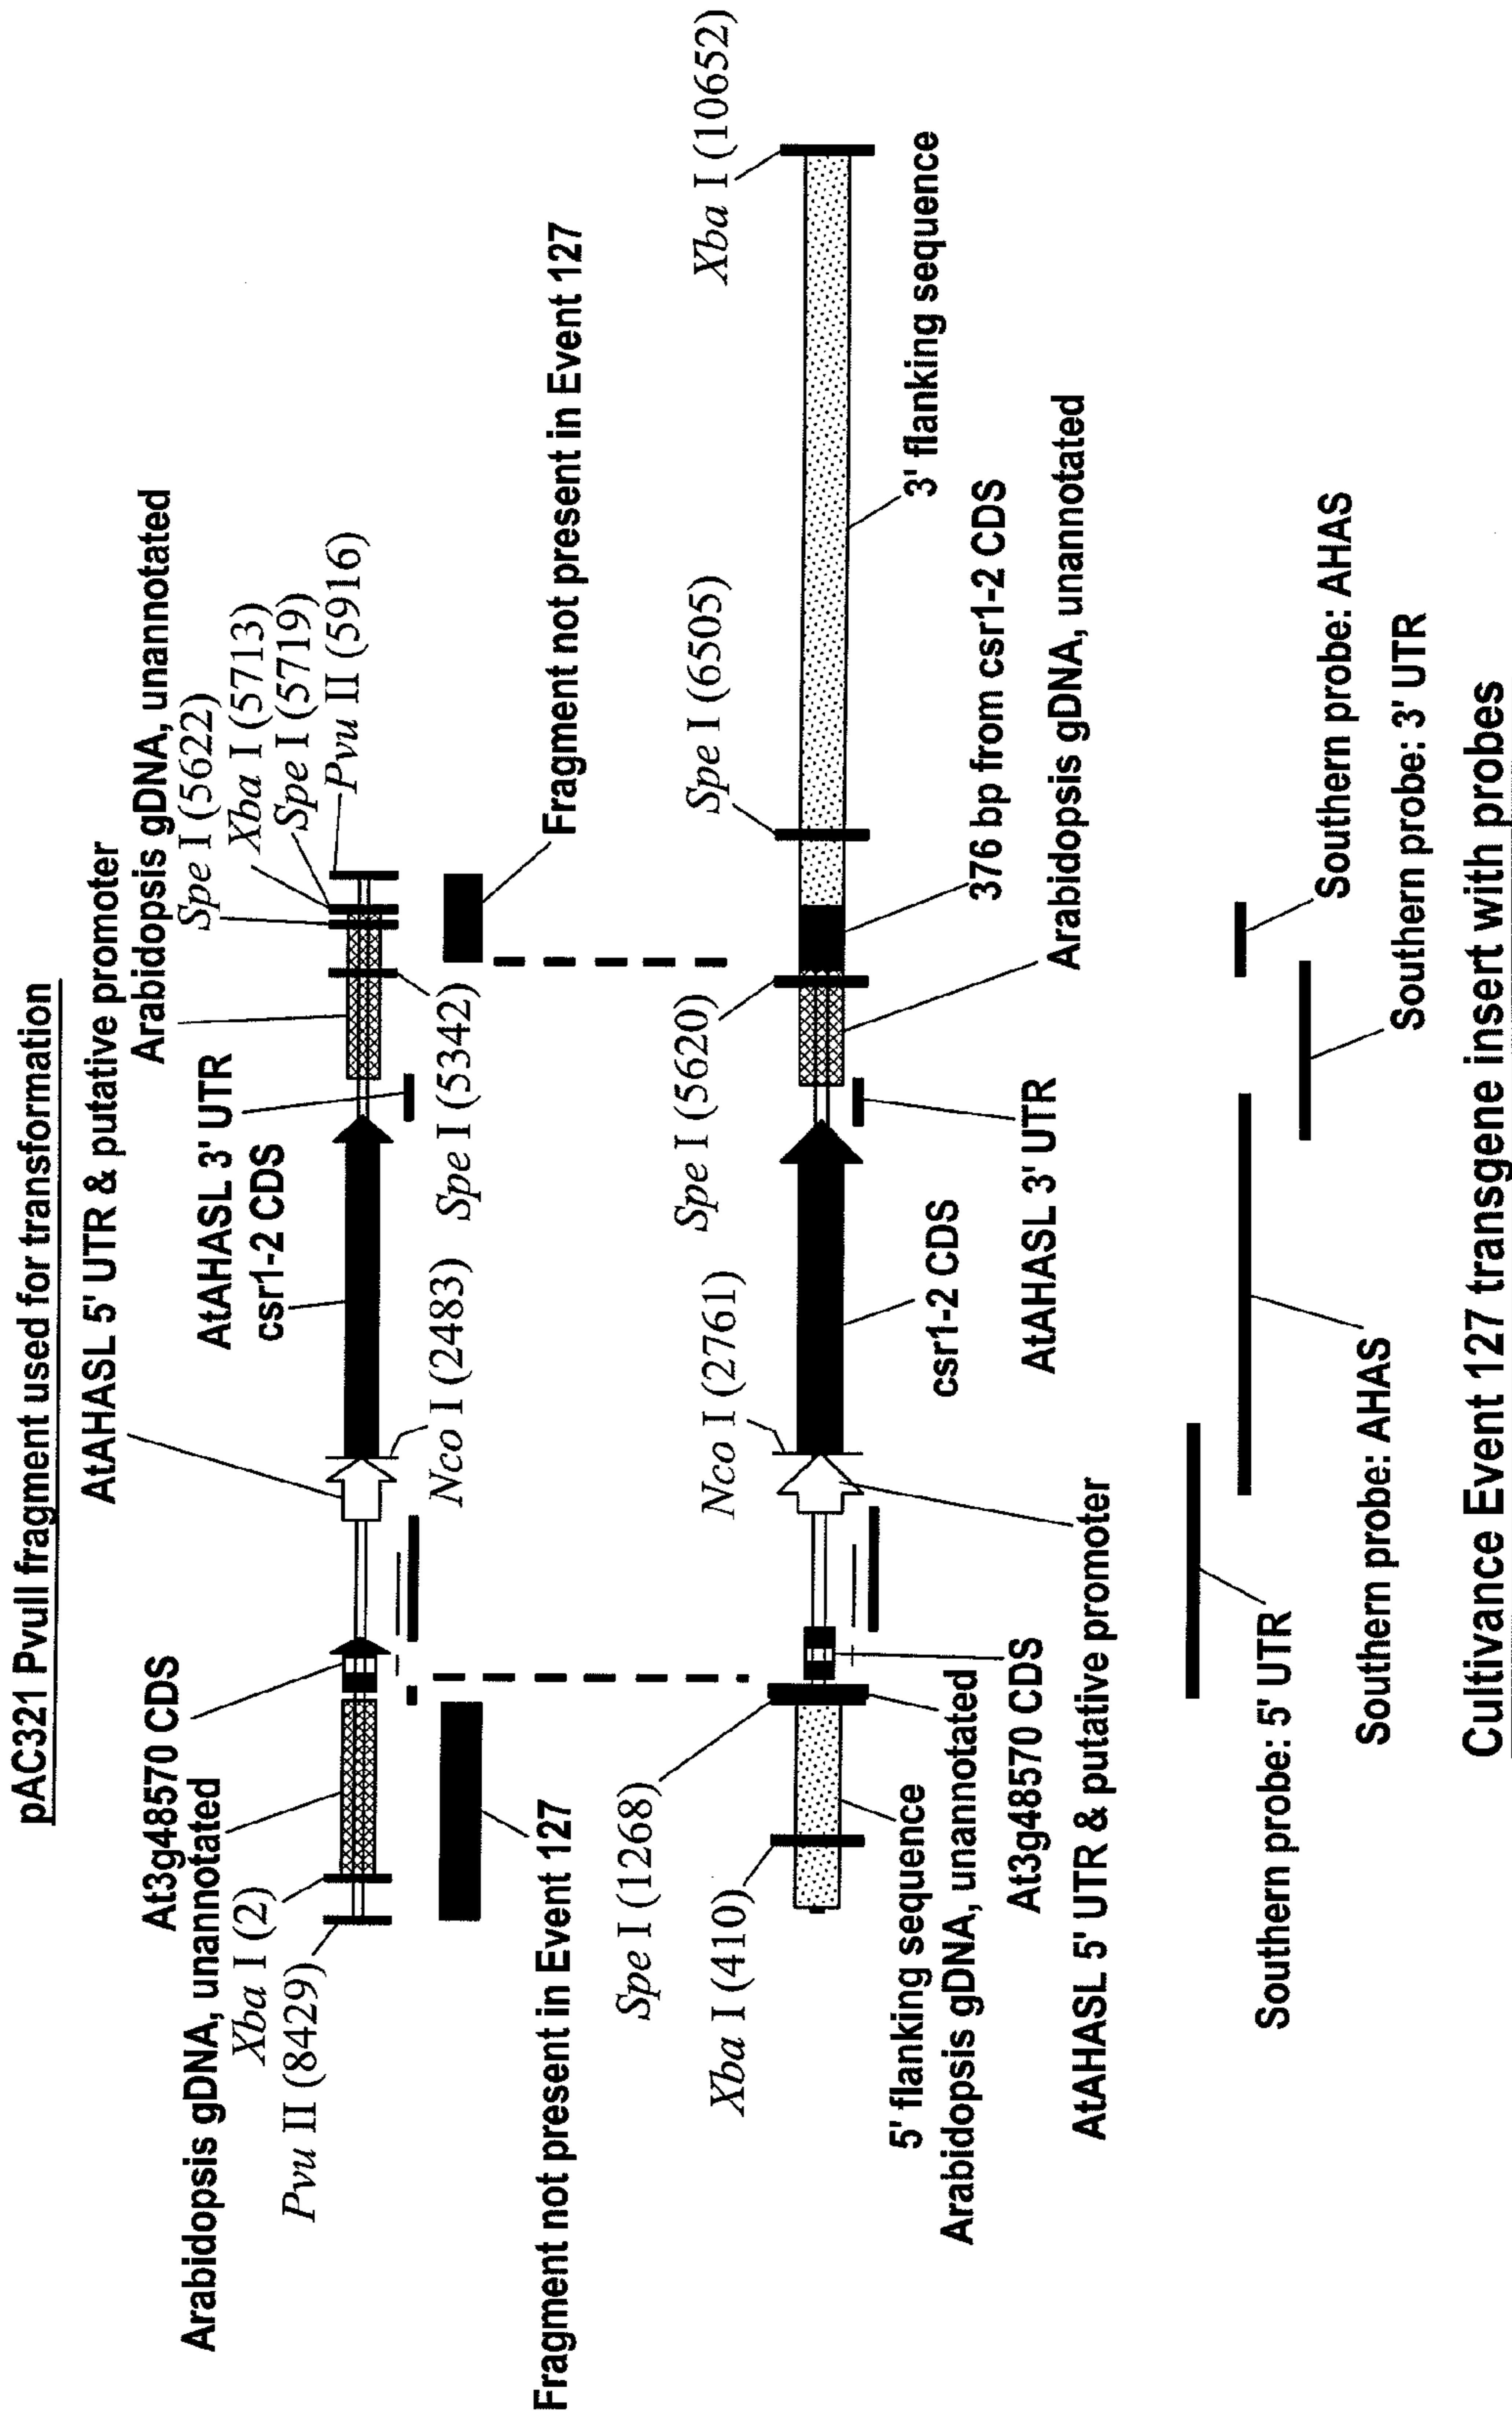 pAC321 PvuII fragment used for transformation
AtAHASL 5' UTR & putative promoter
Arabidopsis gDNA, unannotated
Spe I (5622)
Xba I (5713)
Spe I (5719)
Pvu II (5916)
AtAHASL 3' UTR
csr1-2 CDS
At3g48570 CDS
Arabidopsis gDNA, unannotated
Xba I (2)
Pvu II (8429)
Nco I (2483)
Spe I (5342)
Fragment not present in Event 127
Fragment not present in Event 127
Spe I (1268)
Xba I (410)
Nco I (2761)
Spe I (5620)
Spe I (6505)
Xba I (10652)
5' flanking sequence
Arabidopsis gDNA, unannotated
At3g48570 CDS
AtAHASL 5' UTR & putative promoter
csr1-2 CDS
AtAHASL 3' UTR
3' flanking sequence
376 bp from csr1-2 CDS
Arabidopsis gDNA, unannotated
Southern probe: 5' UTR
Southern probe: AHAS
Southern probe: AHAS
Southern probe: 3' UTR
Cultivance Event 127 transgene insert with probes